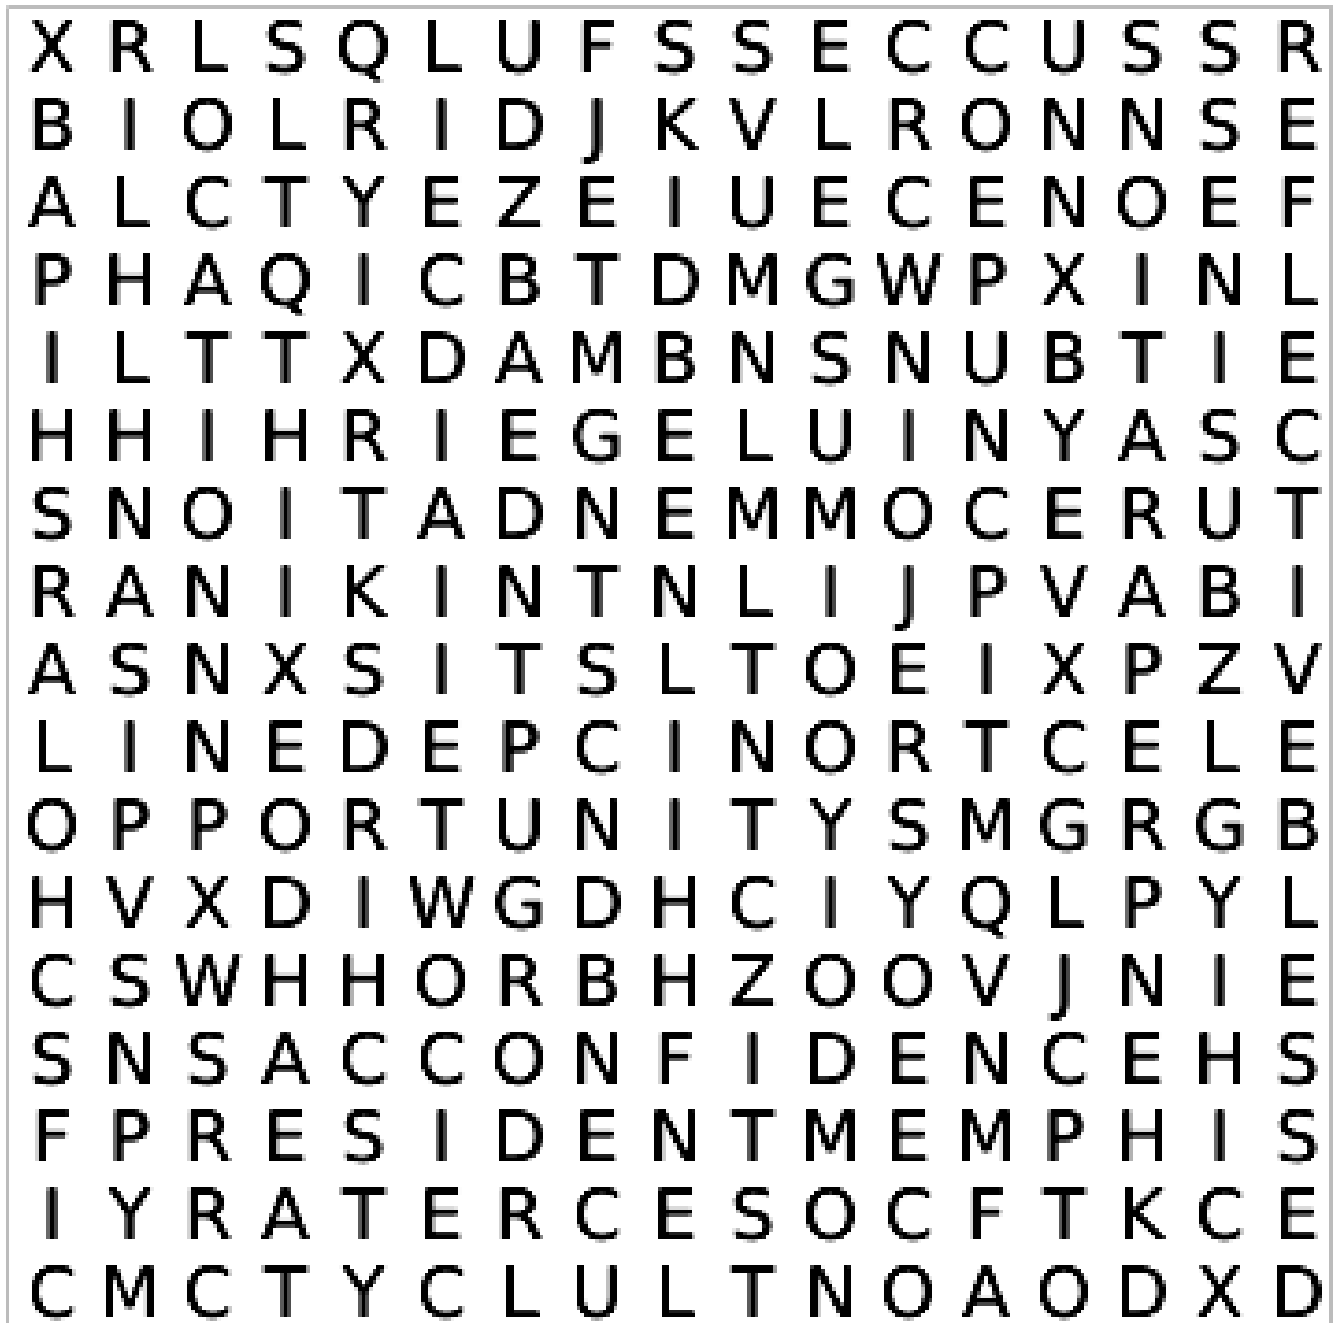 X R L S Q L U F S S E C C U S S R
B I O L R I D J K V L R O N N S E
A L C T Y E Z E I U E C E N O E F
P H A Q I C B T D M G W P X I N L
I L T T X D A M B N S N U B T I E
H H I H R I E G E L U I N Y A S C
S N O I T A D N E M M O C E R U T
R A N I K I N T N L I J P V A B I
A S N X S I T S L T O E I X P Z V
L I N E D E P C I N O R T C E L E
O P P O R T U N I T Y S M G R G B
H V X D I W G D H C I Y Q L P Y L
C S W H H O R B H Z O O V J N I E
S N S A C C O N F I D E N C E H S
F P R E S I D E N T M E M P H I S
I Y R A T E R C E S O C F T K C E
C M C T Y C L U L T N O A O D X D